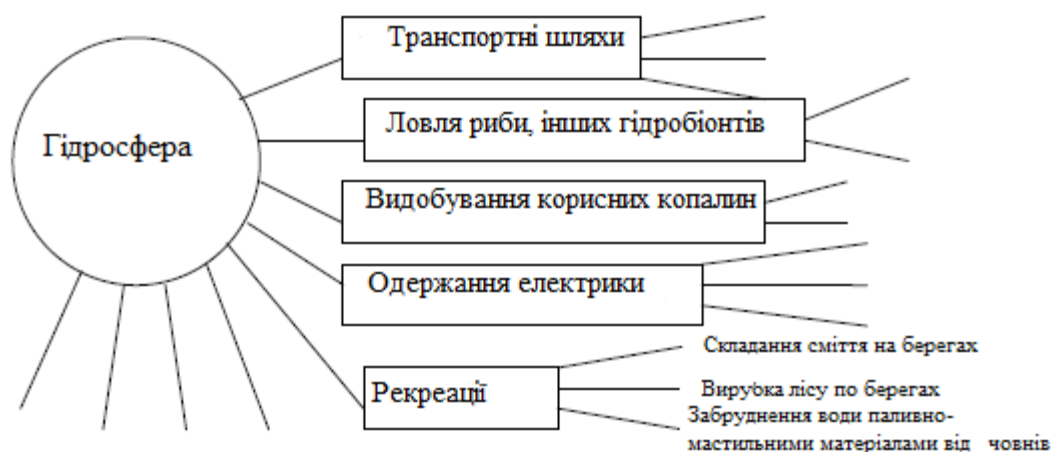 Транспортні шляхи
Ловля риби, інших гідробіонтів
Гідросфера
Видобування корисних копалин
Одержання електрики
Складання сміття на берегах
Рекреації
Вирубка лісу по берегах
Забруднення води паливно-
мастильними матеріалами від човнів